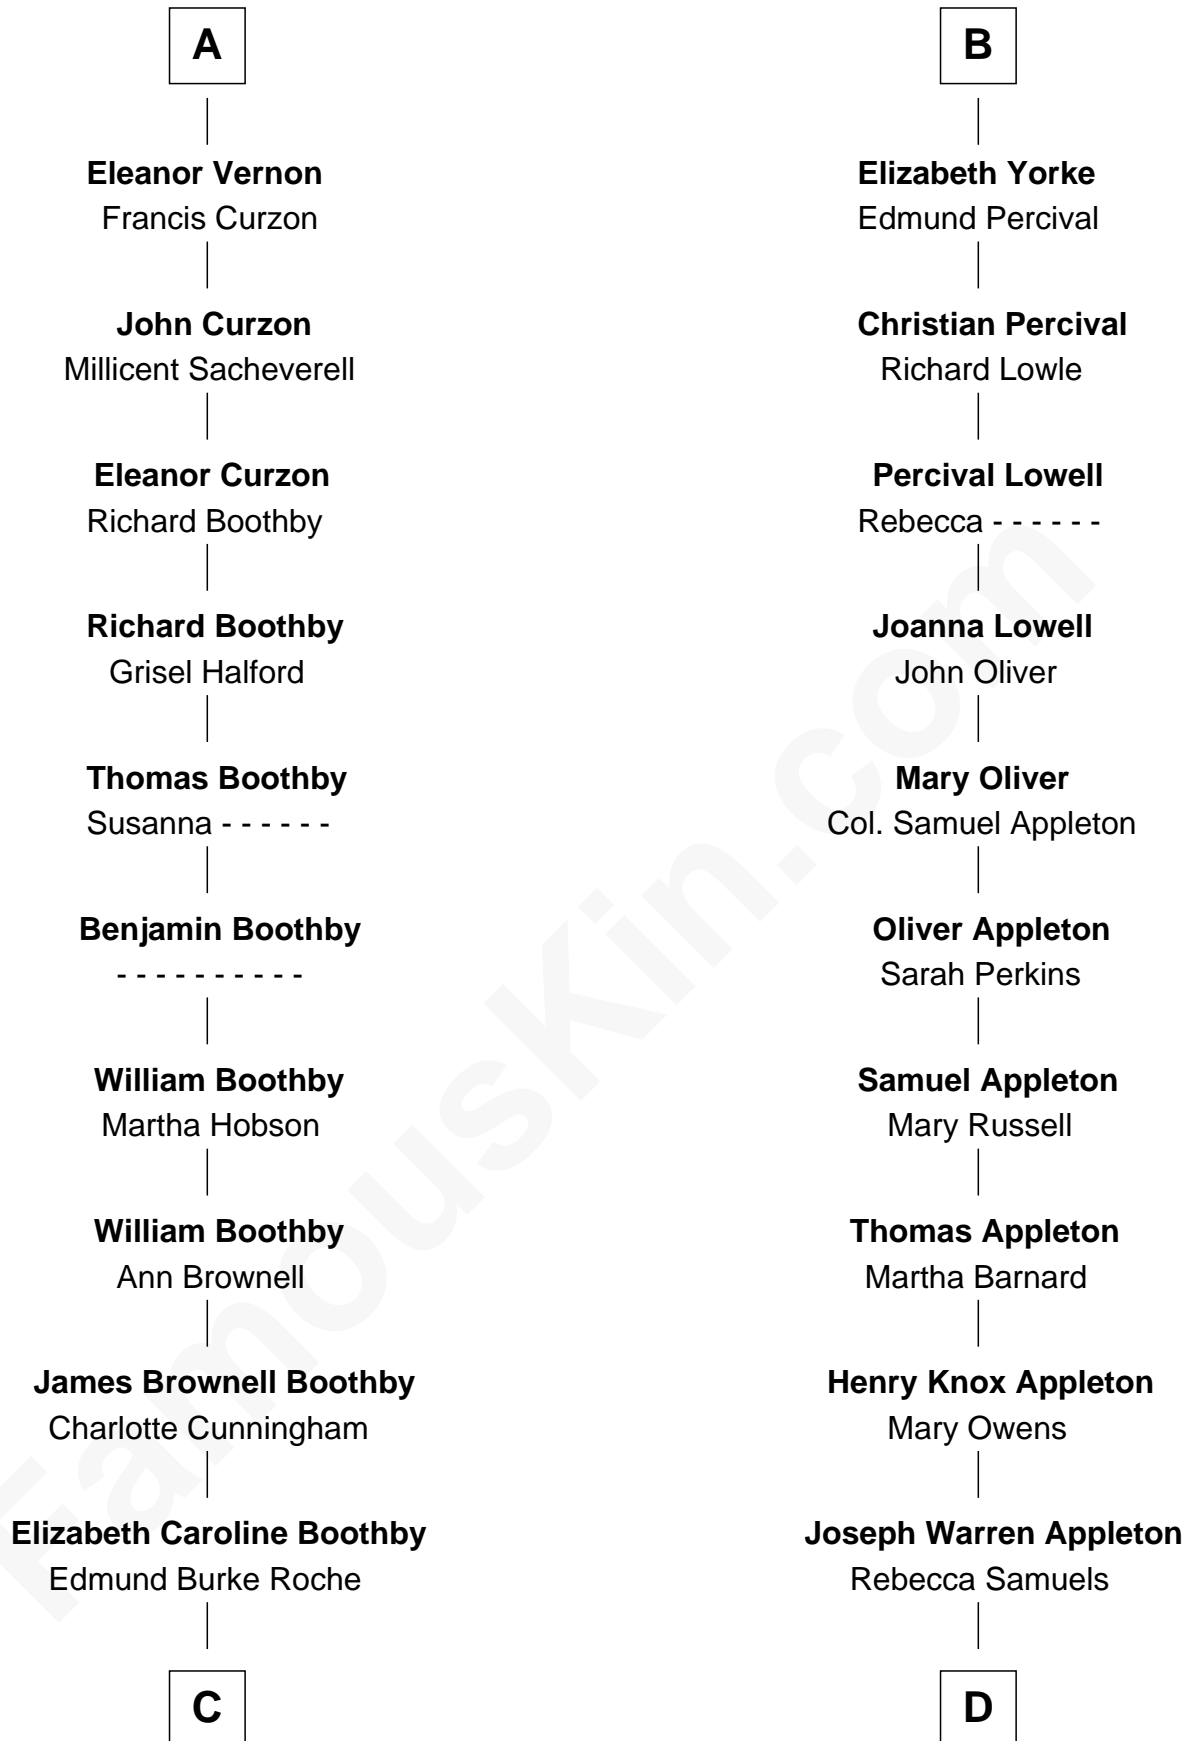 A
Eleanor Vernon
Francis Curzon
John Curzon
Millicent Sacheverell
Eleanor Curzon
Richard Boothby
Richard Boothby
Grisel Halford
Thomas Boothby
Susanna - - - - - -
Benjamin Boothby
- - - - - - - - - -
William Boothby
Martha Hobson
William Boothby
Ann Brownell
James Brownell Boothby
Charlotte Cunningham
Elizabeth Caroline Boothby
Edmund Burke Roche
C
B
Elizabeth Yorke
Edmund Percival
Christian Percival
Richard Lowle
Percival Lowell
Rebecca - - - - - -
Joanna Lowell
John Oliver
Mary Oliver
Col. Samuel Appleton
Oliver Appleton
Sarah Perkins
Samuel Appleton
Mary Russell
Thomas Appleton
Martha Barnard
Henry Knox Appleton
Mary Owens
Joseph Warren Appleton
Rebecca Samuels
D
FamousKin.com